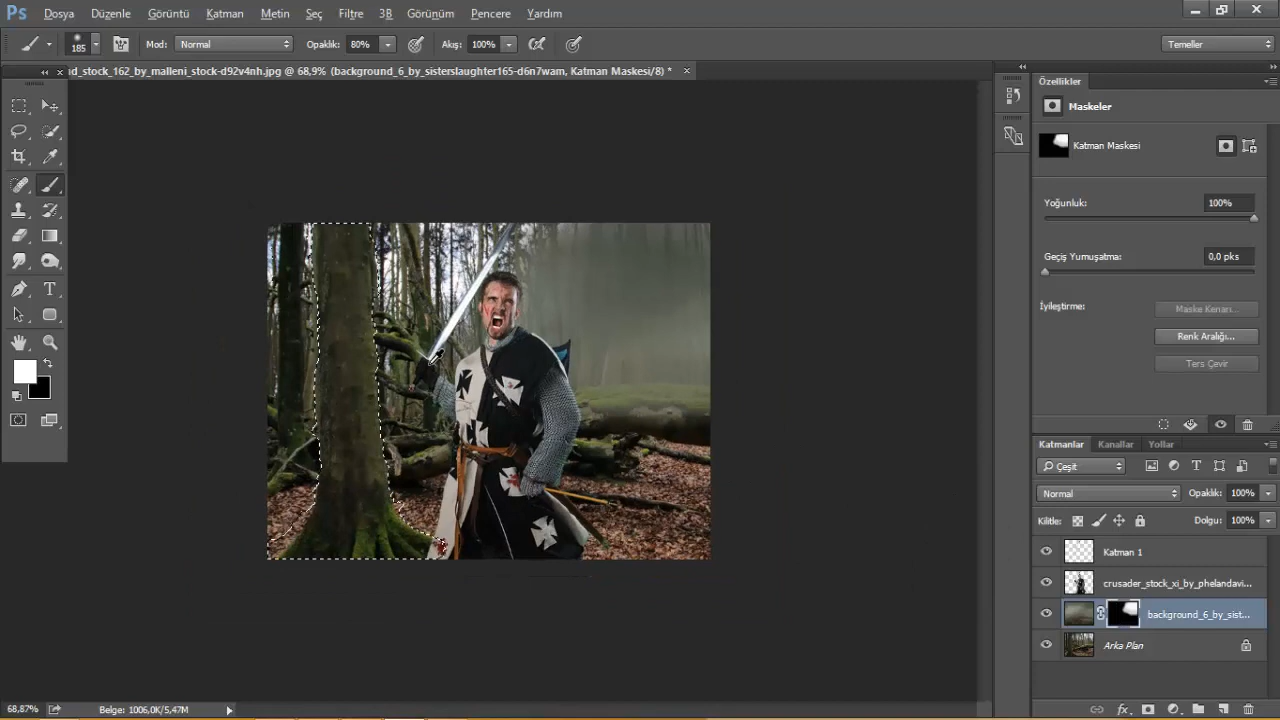 Ps Dosya Düzenle Görüntü Katman Metin Seç Filtre 3B Görünüm Pencere Yardım
185 Mod: Normal Opaklık: 80% Akış: 100% Temeller
ud_stock_162_by_malleni_stock-d92v4nh.jpg @ 68,9% (background_6_by_sisterslaughter165-d6n7wam, Katman Maskesi/8) *
Özellikler
Maskeler
Katman Maskesi
Yoğunluk: 100%
Geçiş Yumuşatma: 0,0 pks
İyileştirme: Maske Kenarı...
Renk Aralığı...
Ters Çevir
Katmanlar Kanallar Yollar
Çeşit
Normal Opaklık: 100%
Kilitle: Dolgu: 100%
Katman 1
crusader_stock_xi_by_phelandavi...
background_6_by_sist...
Arka Plan
68,87% Belge: 1006,0K/5,47M